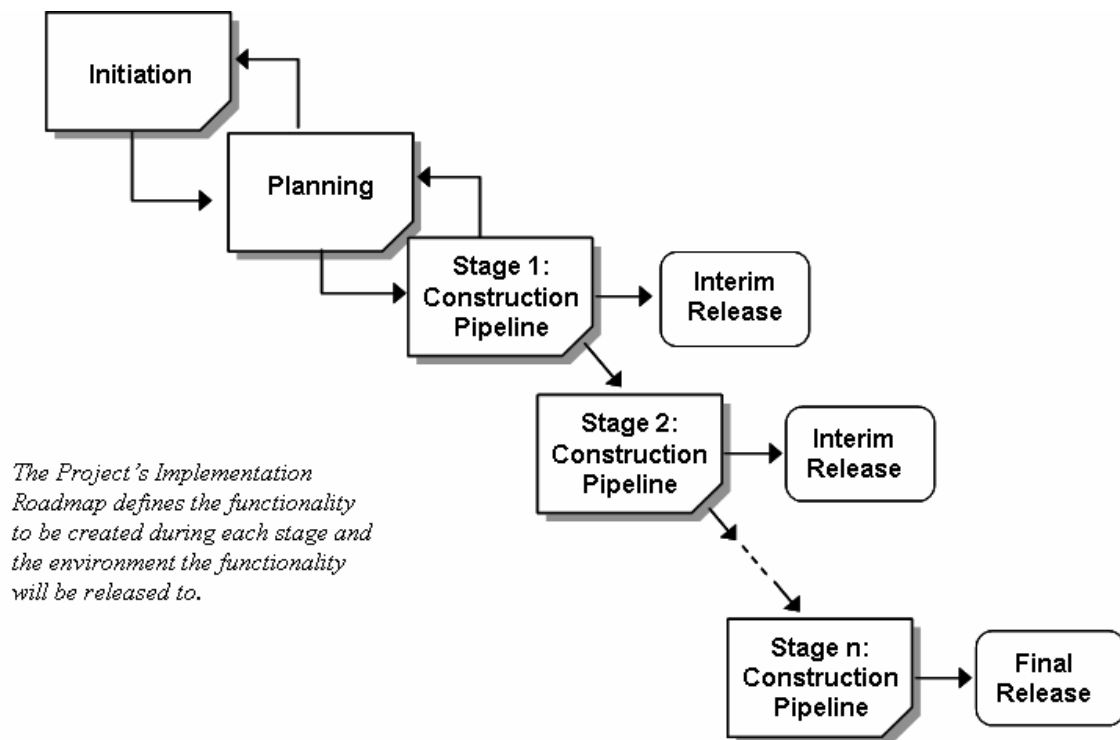 Initiation
Planning
Stage 1:
Construction
Pipeline
Interim
Release
Stage 2:
Construction
Pipeline
Interim
Release
The Project's Implementation
Roadmap defines the functionality
to be created during each stage and
the environment the functionality
will be released to.
Stage n:
Construction
Pipeline
Final
Release